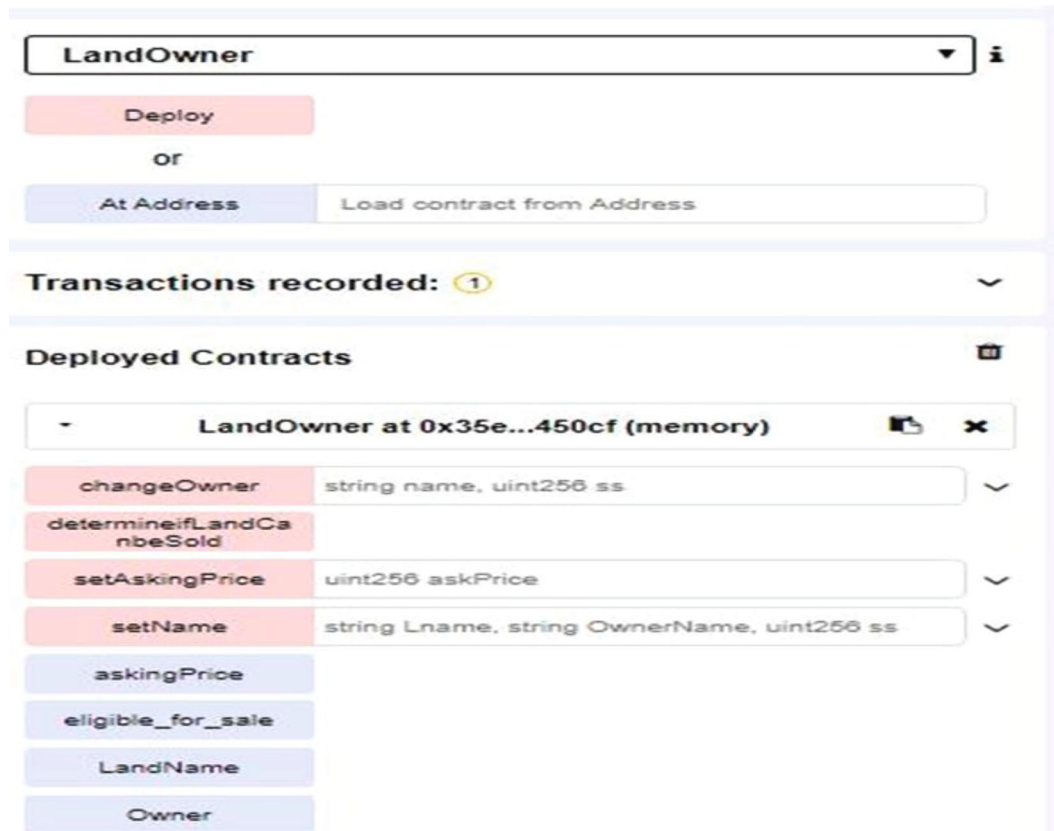 LandOwner
Deploy
or
At Address Load contract from Address
Transactions recorded: 1
Deployed Contracts
LandOwner at 0x35e...450cf (memory)
changeOwner string name, uint256 ss
determineifLandCa
nbeSold
setAskingPrice uint256 askPrice
setName string Lname, string OwnerName, uint256 ss
askingPrice
eligible_for_sale
LandName
Owner